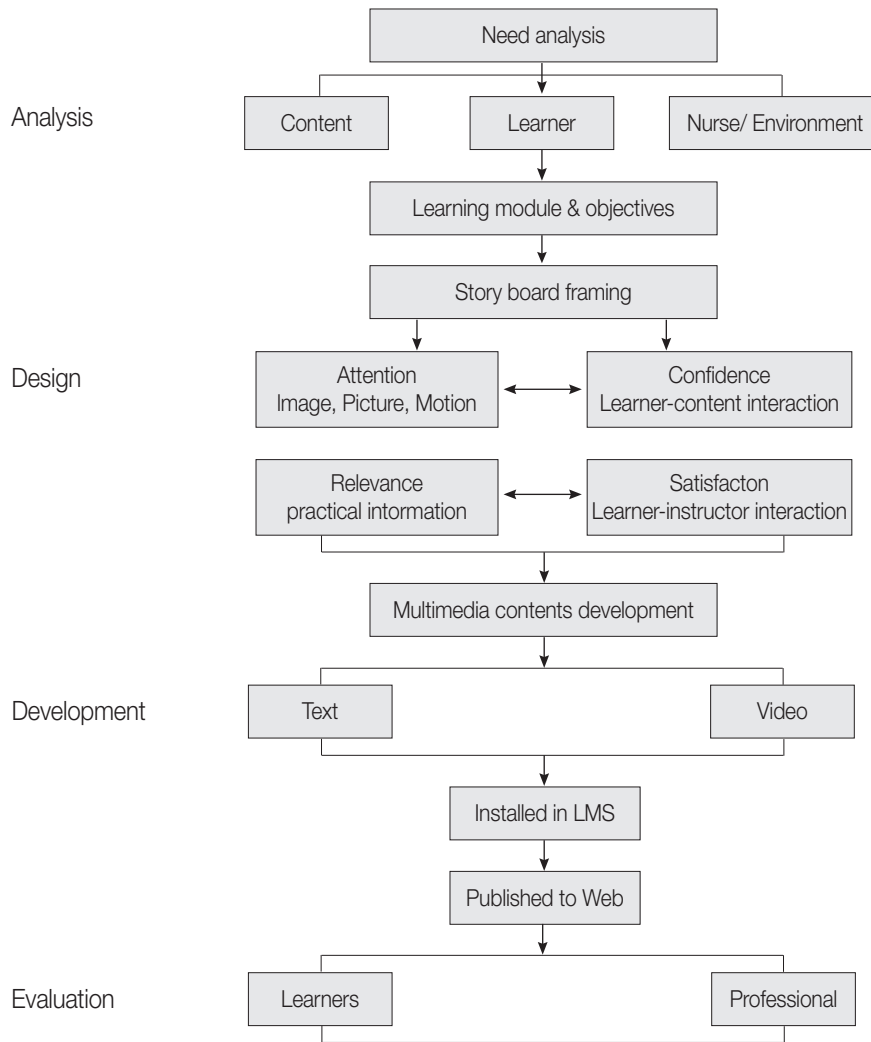 Need analysis
Analysis
Content
Learner
Nurse/ Environment
Learning module & objectives
Story board framing
Design
Attention
Image, Picture, Motion
Confidence
Learner-content interaction
Relevance
practical intormation
Satisfacton
Learner-instructor interaction
Multimedia contents development
Development
Text
Video
Installed in LMS
Published to Web
Evaluation
Learners
Professional